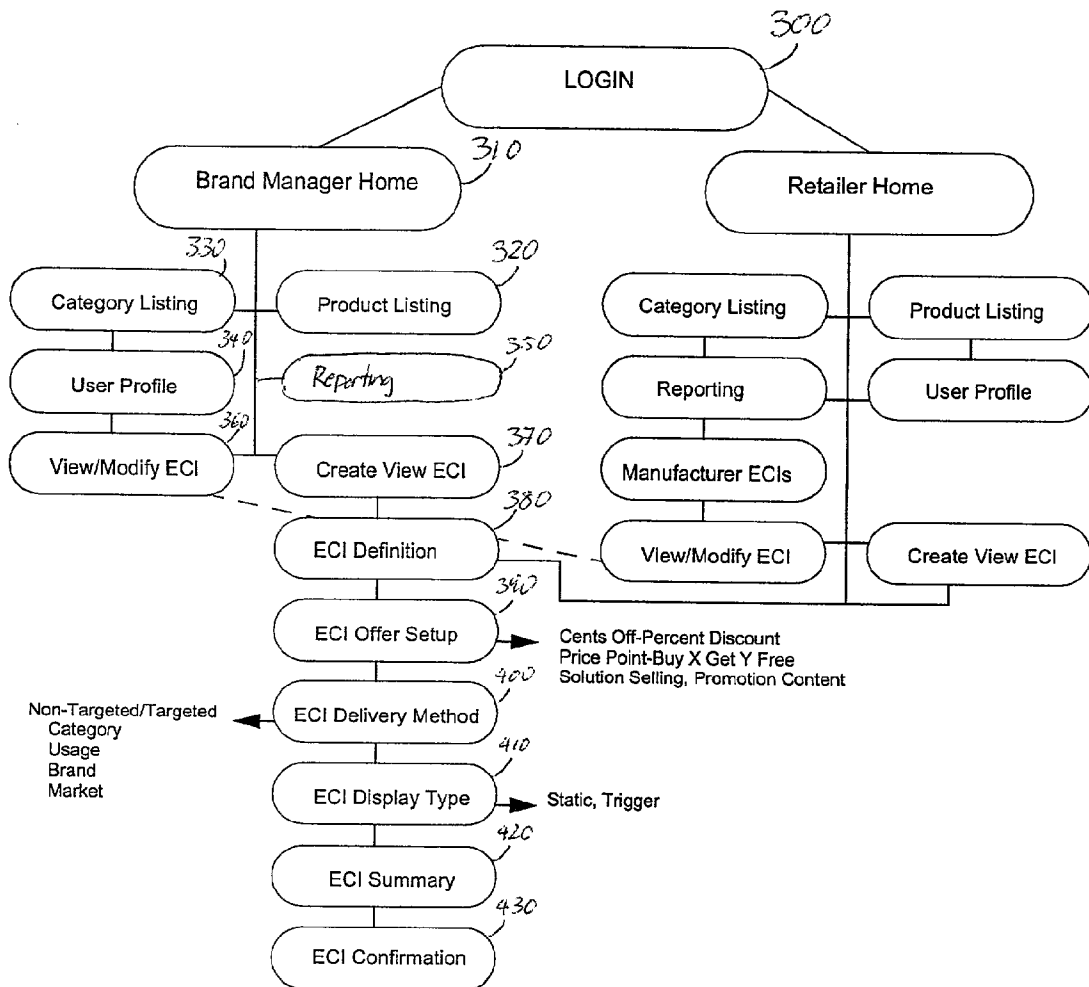 300
LOGIN
310
Brand Manager Home
Retailer Home
330
320
Category Listing
Product Listing
Category Listing
Product Listing
340
350
User Profile
Reporting
Reporting
User Profile
360
370
View/Modify ECI
Create View ECI
Manufacturer ECIs
380
ECI Definition
View/Modify ECI
Create View ECI
390
ECI Offer Setup
Cents Off-Percent Discount
Price Point-Buy X Get Y Free
Solution Selling, Promotion Content
400
ECI Delivery Method
Non-Targeted/Targeted
Category
Usage
Brand
Market
410
ECI Display Type
Static, Trigger
420
ECI Summary
430
ECI Confirmation